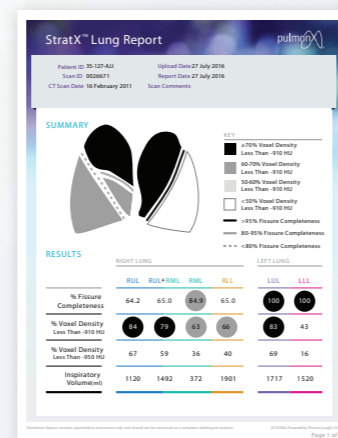 StratX™ Lung Report
pulmonx
Patient ID 35-127-AIJ
Scan ID 0026671
CT Scan Date 16 February 2011
Upload Date 27 July 2016
Report Date 27 July 2016
Scan Comments
SUMMARY
KEY
≥70% Voxel Density
Less Than -910 HU
60-70% Voxel Density
Less Than -910 HU
50-60% Voxel Density
Less Than -910 HU
<50% Voxel Density
Less Than -910 HU
>95% Fissure Completeness
80-95% Fissure Completeness
<80% Fissure Completeness
RESULTS
RIGHT LUNG LEFT LUNG
RUL RUL+RML RML RLL LUL LLL
% Fissure
Completeness 64.2 65.0 84.9 65.0 100 100
% Voxel Density
Less Than -910 HU 84 79 63 66 83 43
% Voxel Density
Less Than -950 HU 67 59 36 40 69 16
Inspiratory
Volume(ml) 1120 1492 372 1901 1717 1520
Page 1 of